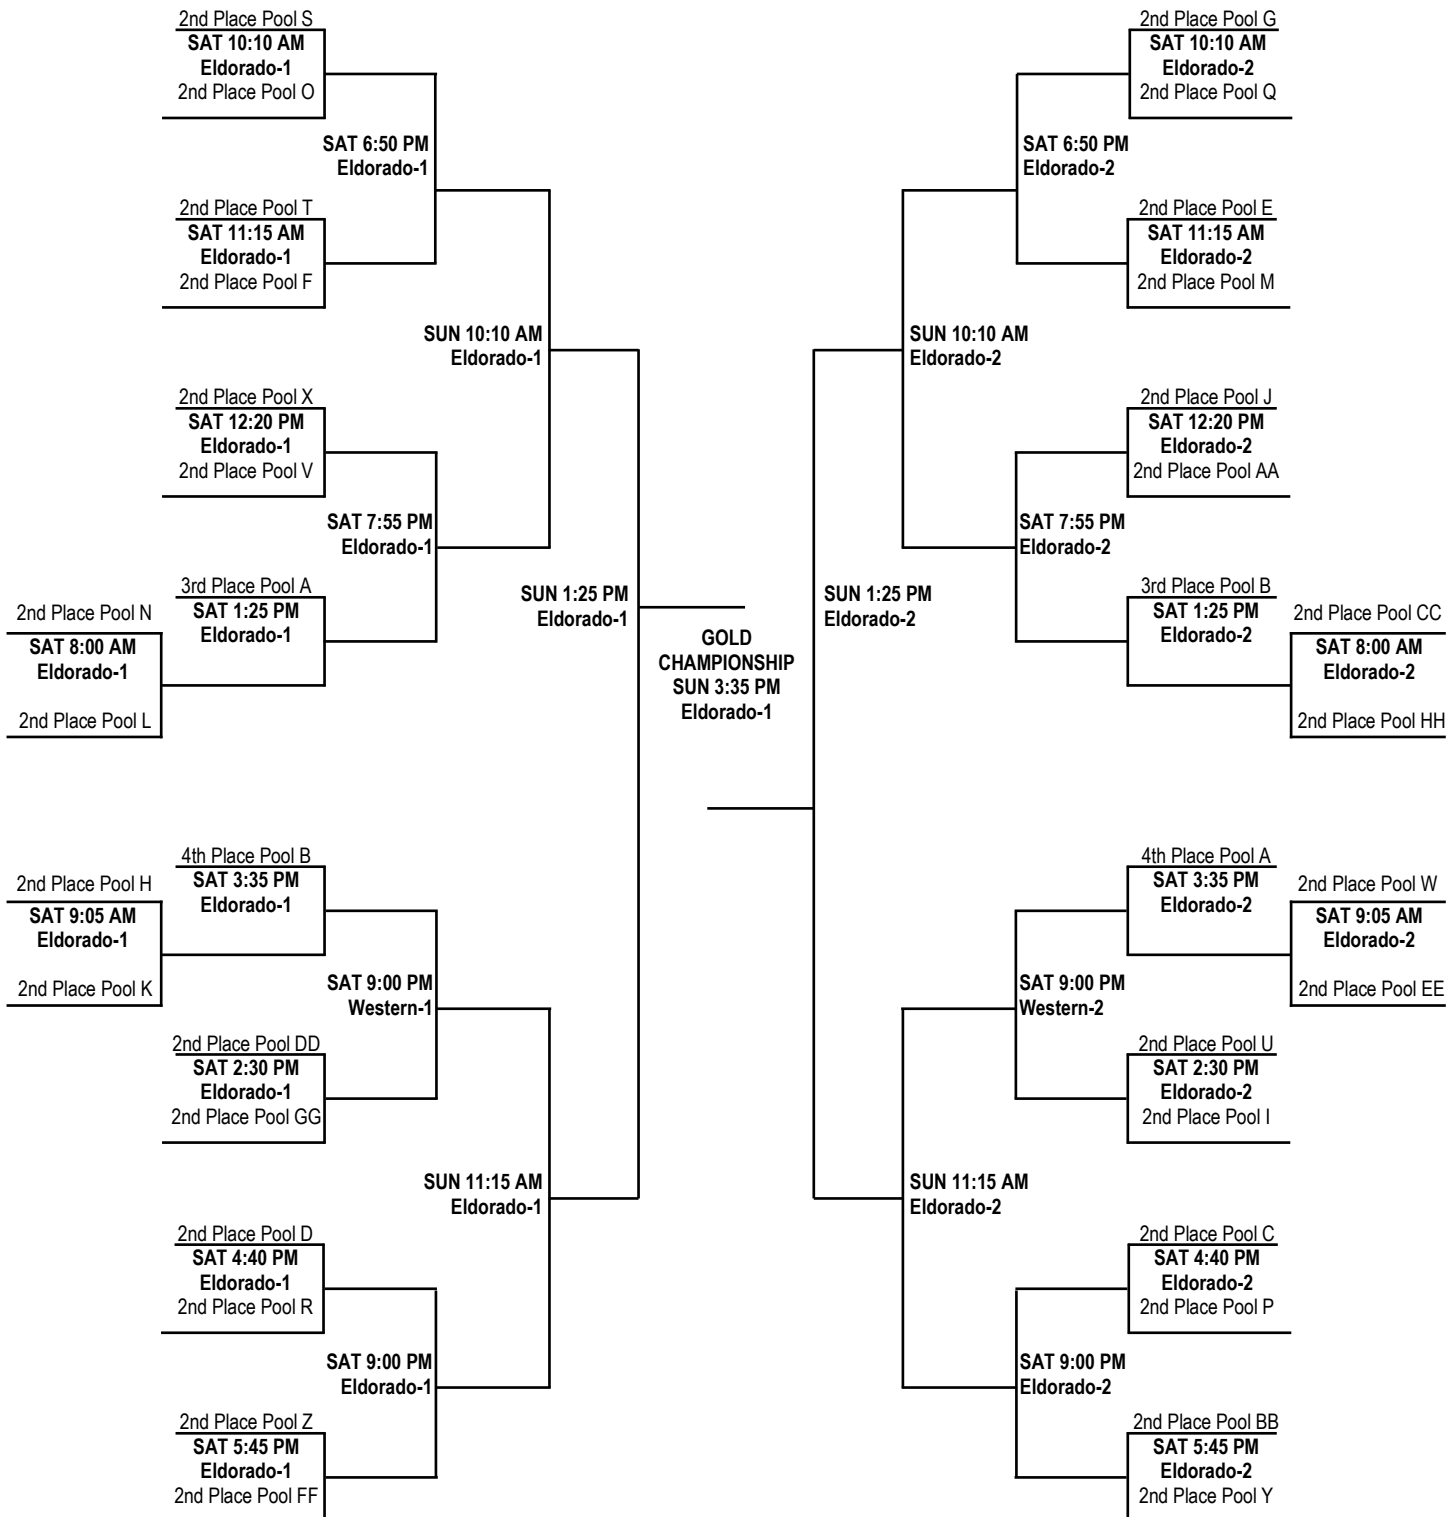 2nd Place Pool S
SAT 10:10 AM
Eldorado-1
2nd Place Pool O
SAT 6:50 PM
Eldorado-1
2nd Place Pool T
SAT 11:15 AM
Eldorado-1
2nd Place Pool F
SUN 10:10 AM
Eldorado-1
2nd Place Pool X
SAT 12:20 PM
Eldorado-1
2nd Place Pool V
SAT 7:55 PM
Eldorado-1
3rd Place Pool A
SAT 1:25 PM
Eldorado-1
2nd Place Pool N
SAT 8:00 AM
Eldorado-1
2nd Place Pool L
SUN 1:25 PM
Eldorado-1
4th Place Pool B
SAT 3:35 PM
Eldorado-1
2nd Place Pool H
SAT 9:05 AM
Eldorado-1
2nd Place Pool K
SAT 9:00 PM
Western-1
2nd Place Pool DD
SAT 2:30 PM
Eldorado-1
2nd Place Pool GG
SUN 11:15 AM
Eldorado-1
2nd Place Pool D
SAT 4:40 PM
Eldorado-1
2nd Place Pool R
SAT 9:00 PM
Eldorado-1
2nd Place Pool Z
SAT 5:45 PM
Eldorado-1
2nd Place Pool FF
GOLD
CHAMPIONSHIP
SUN 3:35 PM
Eldorado-1
2nd Place Pool G
SAT 10:10 AM
Eldorado-2
2nd Place Pool Q
SAT 6:50 PM
Eldorado-2
2nd Place Pool E
SAT 11:15 AM
Eldorado-2
2nd Place Pool M
SUN 10:10 AM
Eldorado-2
2nd Place Pool J
SAT 12:20 PM
Eldorado-2
2nd Place Pool AA
SAT 7:55 PM
Eldorado-2
3rd Place Pool B
SAT 1:25 PM
Eldorado-2
2nd Place Pool CC
SAT 8:00 AM
Eldorado-2
2nd Place Pool HH
SUN 1:25 PM
Eldorado-2
4th Place Pool A
SAT 3:35 PM
Eldorado-2
2nd Place Pool W
SAT 9:05 AM
Eldorado-2
2nd Place Pool EE
SAT 9:00 PM
Western-2
2nd Place Pool U
SAT 2:30 PM
Eldorado-2
2nd Place Pool I
SUN 11:15 AM
Eldorado-2
2nd Place Pool C
SAT 4:40 PM
Eldorado-2
2nd Place Pool P
SAT 9:00 PM
Eldorado-2
2nd Place Pool BB
SAT 5:45 PM
Eldorado-2
2nd Place Pool Y